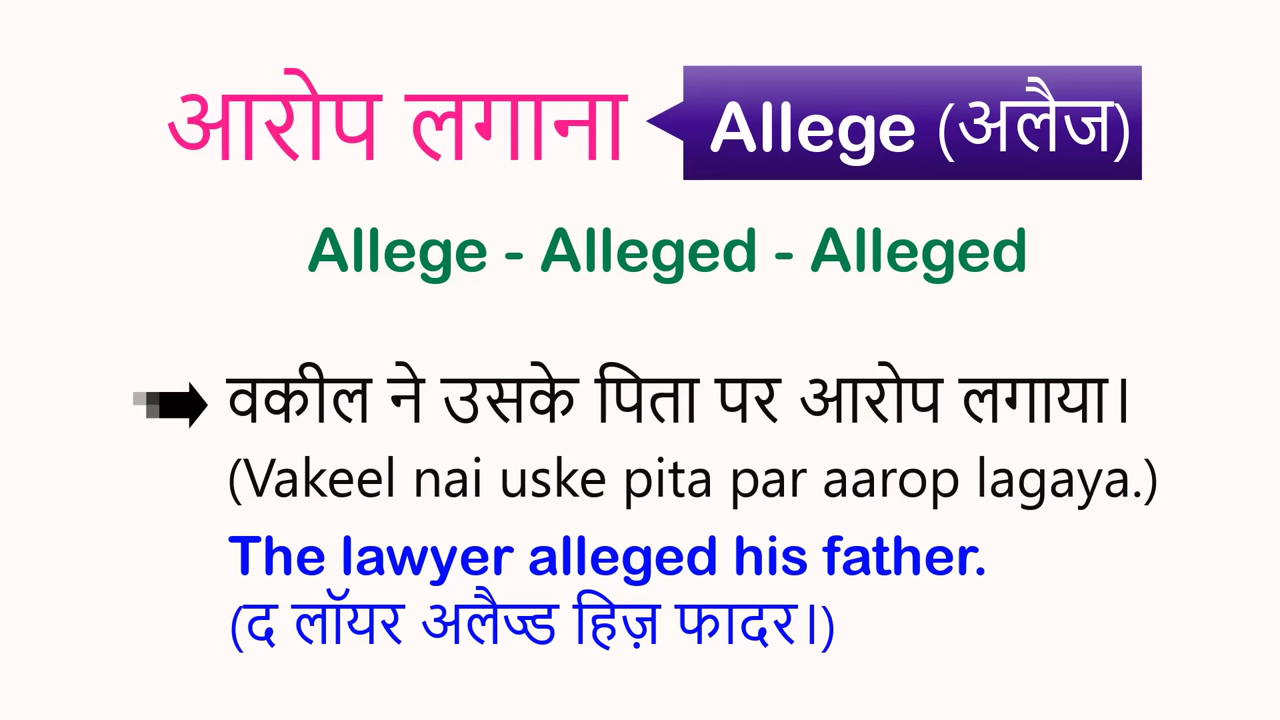 आरोप लगाना Allege (अलैज)
Allege - Alleged - Alleged
वकील ने उसके पिता पर आरोप लगाया।
(Vakeel nai uske pita par aarop lagaya.)
The lawyer alleged his father.
(द लॉयर अलैज्ड हिज़ फादर।)